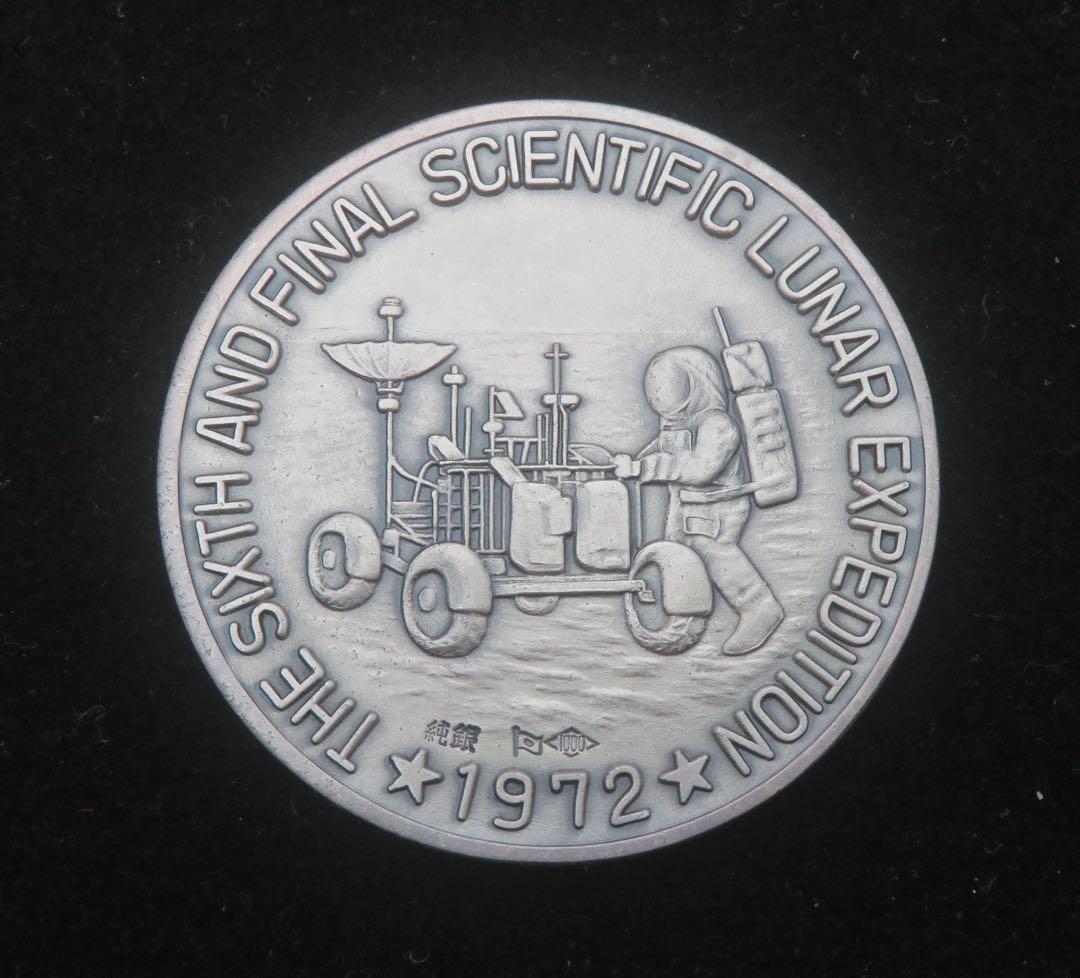 THE SIXTH AND FINAL SCIENTIFIC LUNAR EXPEDITION
純銀 1000
★ 1972 ★